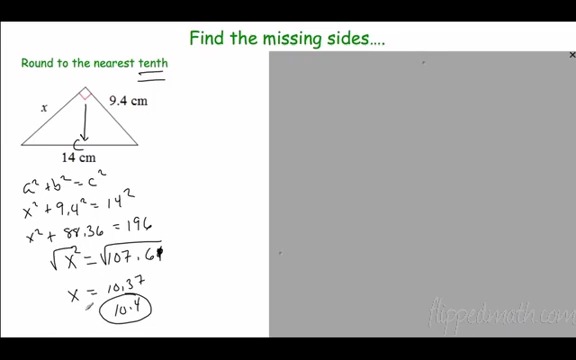 Find the missing sides....
Round to the nearest tenth
x
9.4 cm
C
14 cm
a² + b² = c²
x² + 9.4² = 14²
x² + 88.36 = 196
√x² = √107.64
x = 10.37
10.4
flippedmath.com/